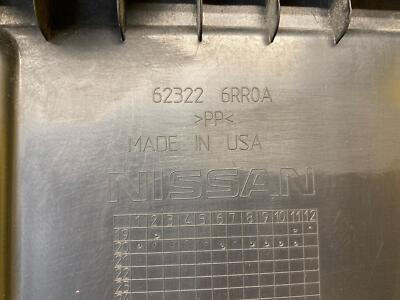 62322 6RR0A
>PP<
MADE IN USA
NISSAN
1 2 3 4 5 6 7 8 9 10 11 12